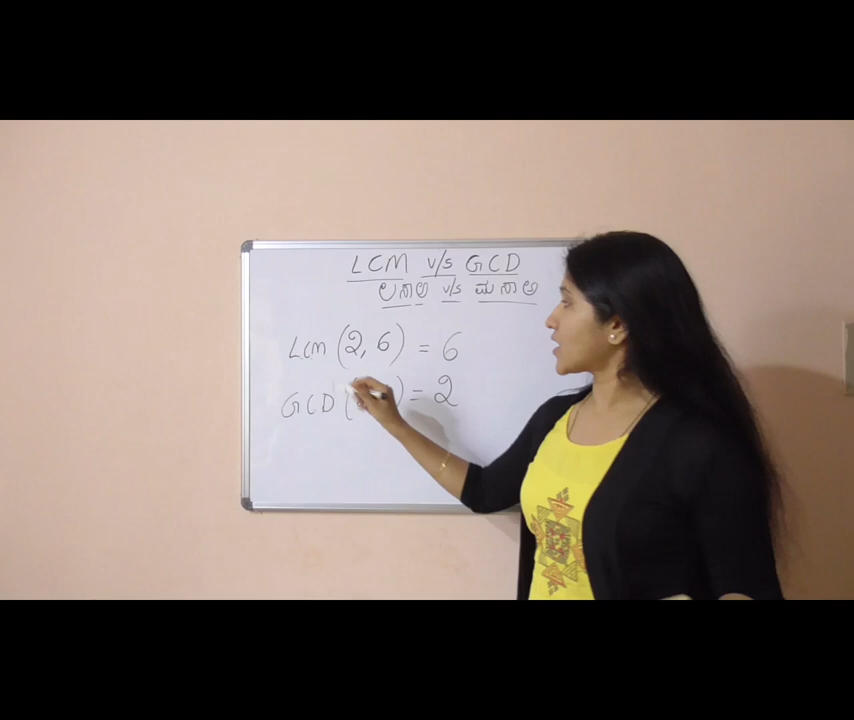 LCM v/s GCD
ಲಸಾಅ v/s ಮಸಾಅ
LCM (2, 6) = 6
GCD ( ) = 2